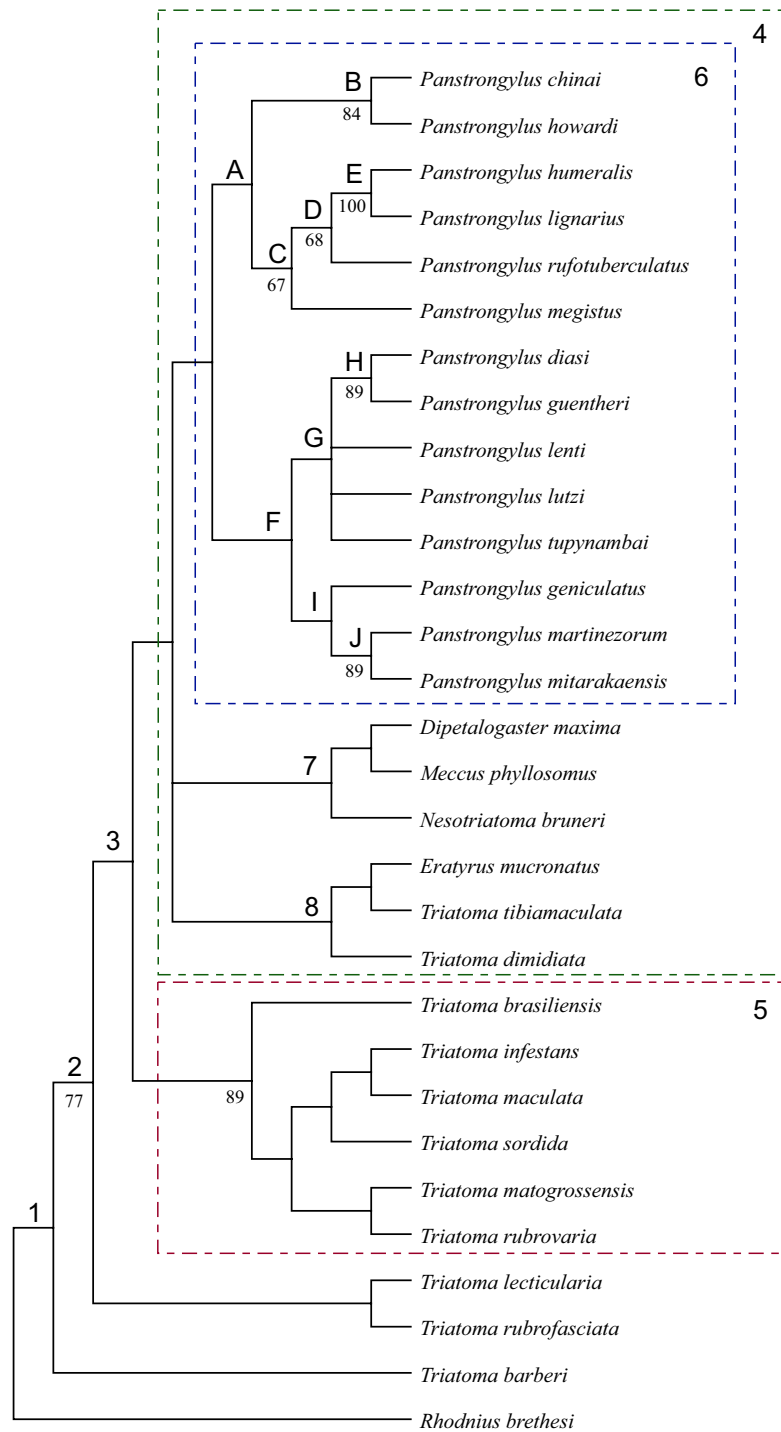 4
B
Panstrongylus chinai
6
84
Panstrongylus howardi
A
E
Panstrongylus humeralis
D
100
Panstrongylus lignarius
68
C
Panstrongylus rufotuberculatus
67
Panstrongylus megistus
H
Panstrongylus diasi
89
Panstrongylus guentheri
G
Panstrongylus lenti
Panstrongylus lutzi
F
Panstrongylus tupynambai
I
Panstrongylus geniculatus
J
Panstrongylus martinezorum
89
Panstrongylus mitarakaensis
Dipetalogaster maxima
7
Meccus phyllosomus
Nesotriatoma bruneri
3
Eratyrus mucronatus
8
Triatoma tibiamaculata
Triatoma dimidiata
Triatoma brasiliensis
5
Triatoma infestans
2
89
Triatoma maculata
77
Triatoma sordida
Triatoma matogrossensis
1
Triatoma rubrovaria
Triatoma lecticularia
Triatoma rubrofasciata
Triatoma barberi
Rhodnius brethesi